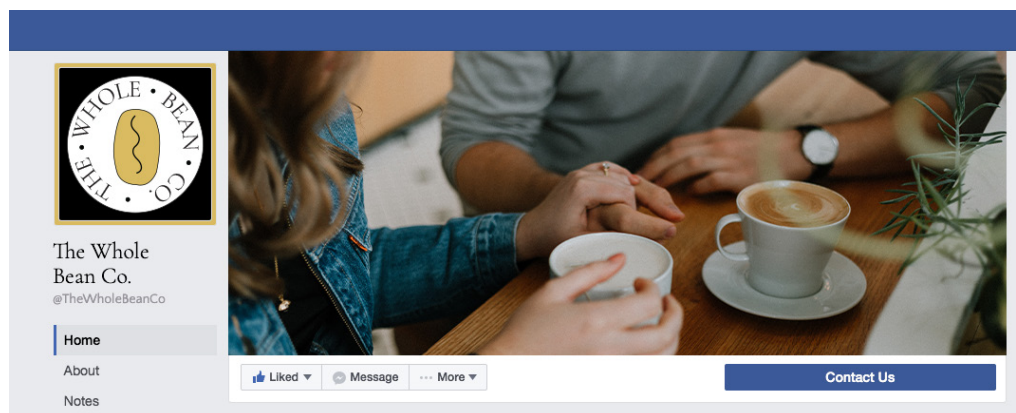 THE • WHOLE • BEAN • CO. •
The Whole
Bean Co.
@TheWholeBeanCo
Home
About
Notes
Liked
Message
More
Contact Us